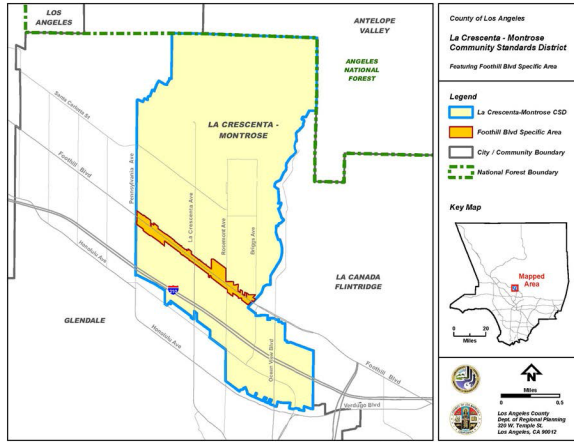 LOS
ANGELES
ANTELOPE
VALLEY
ANGELES
NATIONAL
FOREST
LA CRESCENTA -
MONTROSE
Santa Carlotta St
Foothill Blvd
Pennsylvania Ave
La Crescenta Ave
Rosemont Ave
Briggs Ave
Honolulu Ave
210
LA CANADA
FLINTRIDGE
GLENDALE
Honolulu Ave
Ocean View Blvd
Foothill Blvd
Verdugo Blvd
County of Los Angeles
La Crescenta - Montrose
Community Standards District
Featuring Foothill Blvd Specific Area
Legend
La Crescenta-Montrose CSD
Foothill Blvd Specific Area
City / Community Boundary
National Forest Boundary
Key Map
Mapped
Area
0 20
Miles
N
Miles
0 0.5
Los Angeles County
Dept. of Regional Planning
320 W. Temple St.
Los Angeles, CA 90012